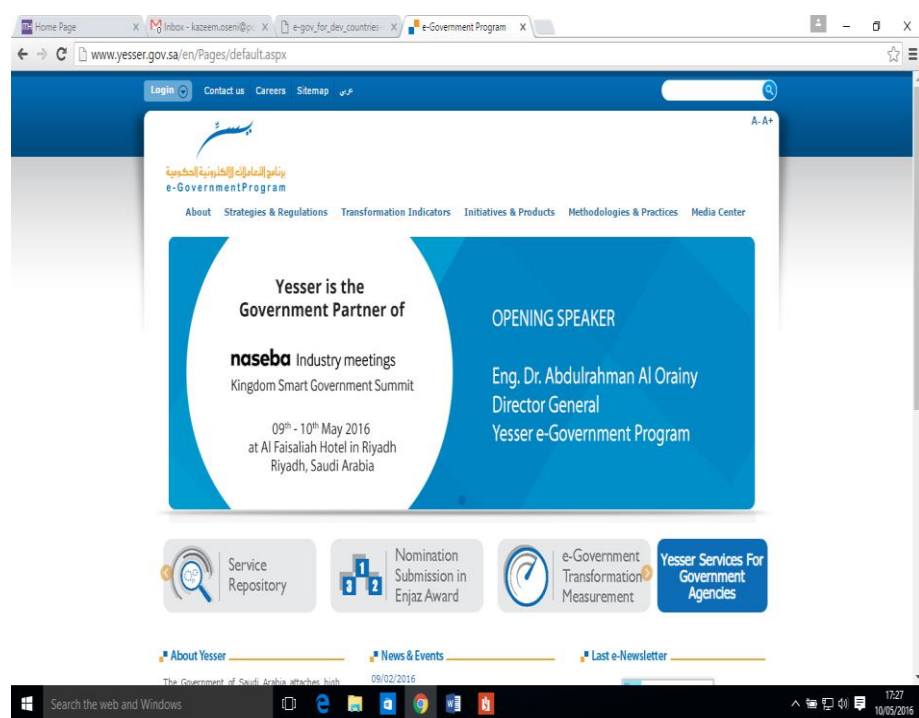 Home Page
Inbox - kazeem.oseni@po
e-gov_for_dev_countries-
e-Government Program
www.yesser.gov.sa/en/Pages/default.aspx
Login Contact us Careers Sitemap عربي
A- A+
يسر
برنامج التعاملات الإلكترونية الحكومية
e-GovernmentProgram
About Strategies & Regulations Transformation Indicators Initiatives & Products Methodologies & Practices Media Center
Yesser is the
Government Partner of
naseba Industry meetings
Kingdom Smart Government Summit
09th - 10th May 2016
at Al Faisaliah Hotel in Riyadh
Riyadh, Saudi Arabia
OPENING SPEAKER
Eng. Dr. Abdulrahman Al Orainy
Director General
Yesser e-Government Program
Service
Repository
Nomination
Submission in
Enjaz Award
1
3 2
e-Government
Transformation
Measurement
Yesser Services For
Government
Agencies
About Yesser
The Government of Saudi Arabia attaches high
News & Events
09/02/2016
Last e-Newsletter
Search the web and Windows
17:27
10/05/2016